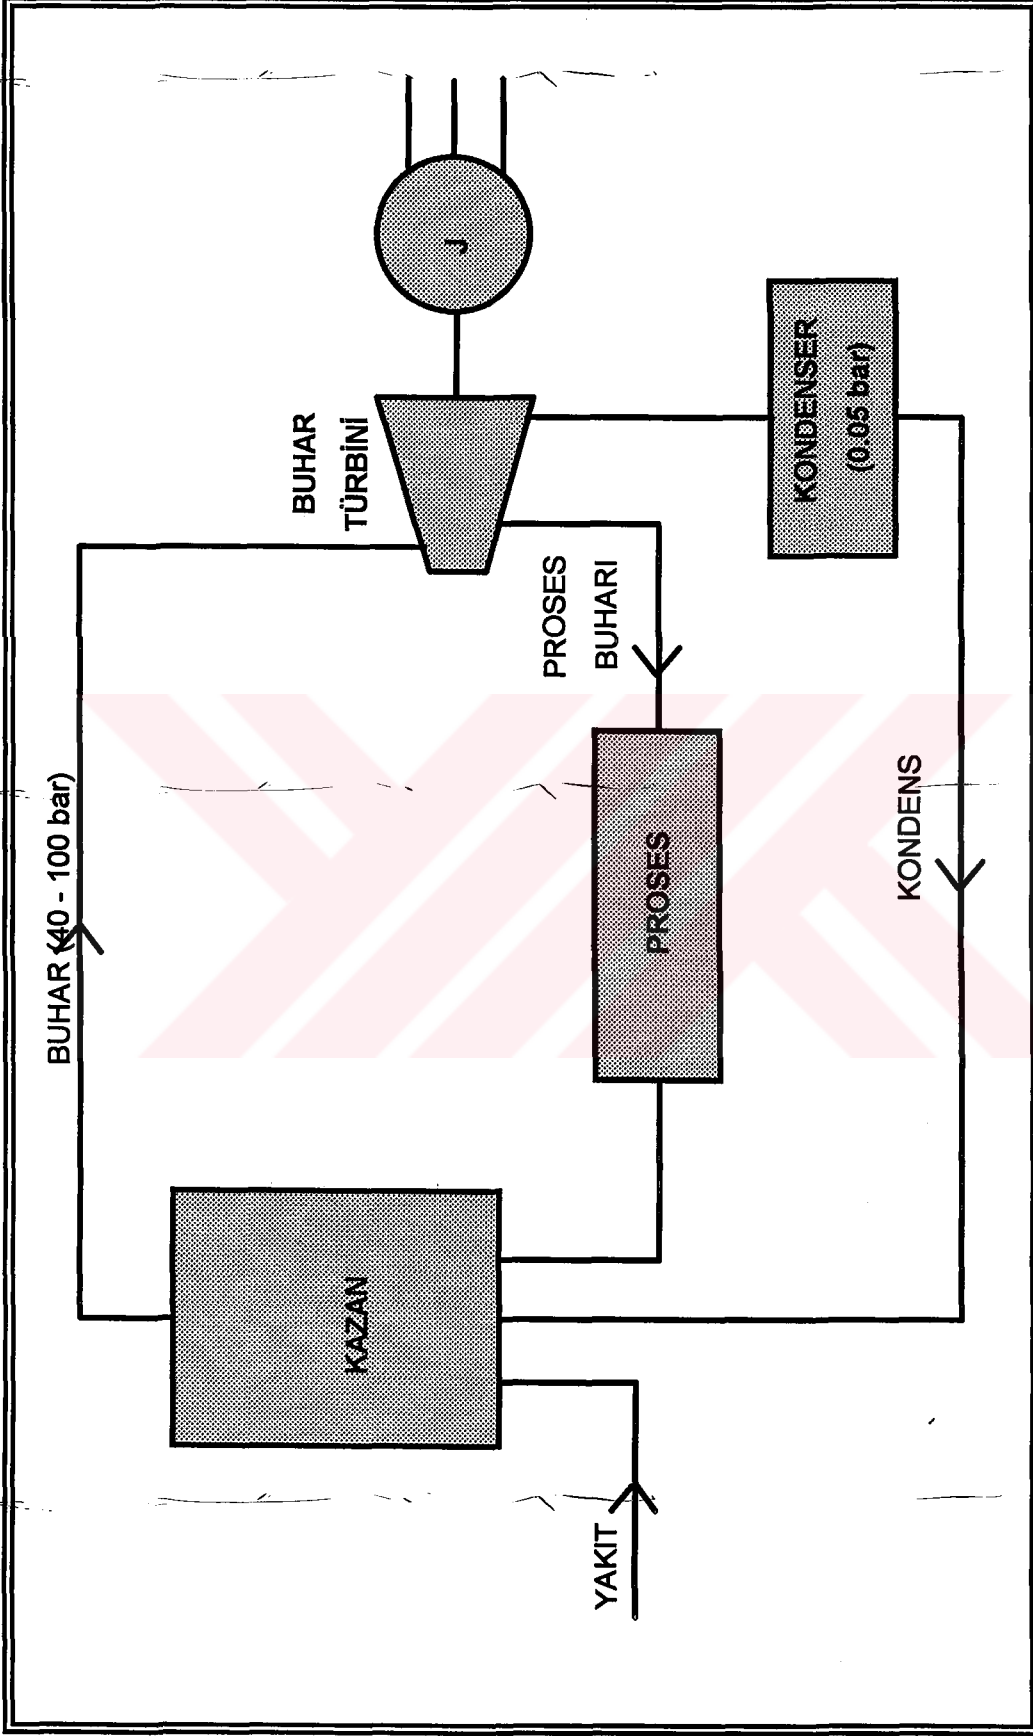 BUHAR (40 - 100 bar)
BUHAR
TÜRBİNİ
J
KAZAN
PROSES
BUHARI
PROSES
YAKIT
KONDENSER
(0.05 bar)
KONDENS